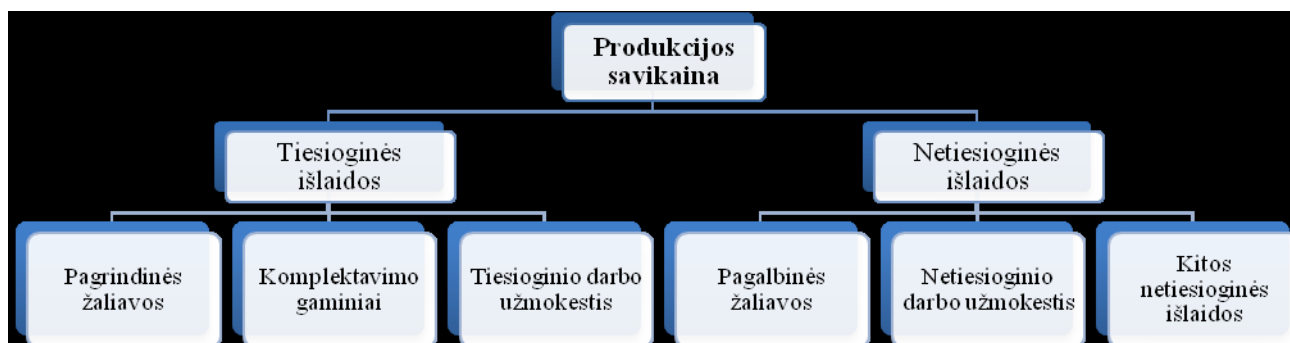 Produkcijos
savikaina
Tiesioginės
išlaidos
Netiesioginės
išlaidos
Pagrindinės
žaliavos
Komplektavimo
gaminiai
Tiesioginio darbo
užmokestis
Pagalbinės
žaliavos
Netiesioginio
darbo užmokestis
Kitos
netiesioginės
išlaidos